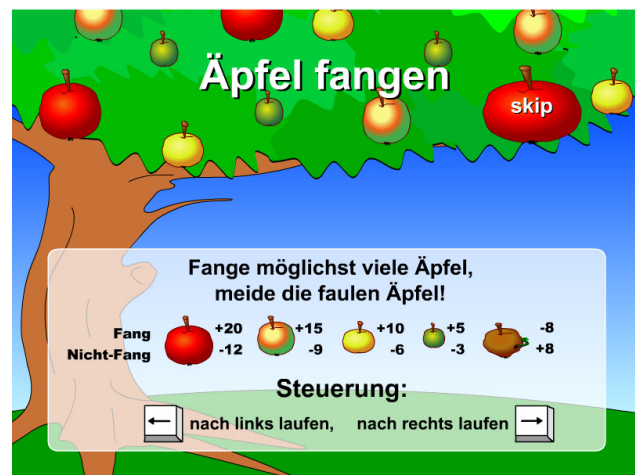 Äpfel fangen
skip
Fange möglichst viele Äpfel,
meide die faulen Äpfel!
Fang +20 +15 +10 +5 -8
Nicht-Fang -12 -9 -6 -3 +8
Steuerung:
← nach links laufen, nach rechts laufen →